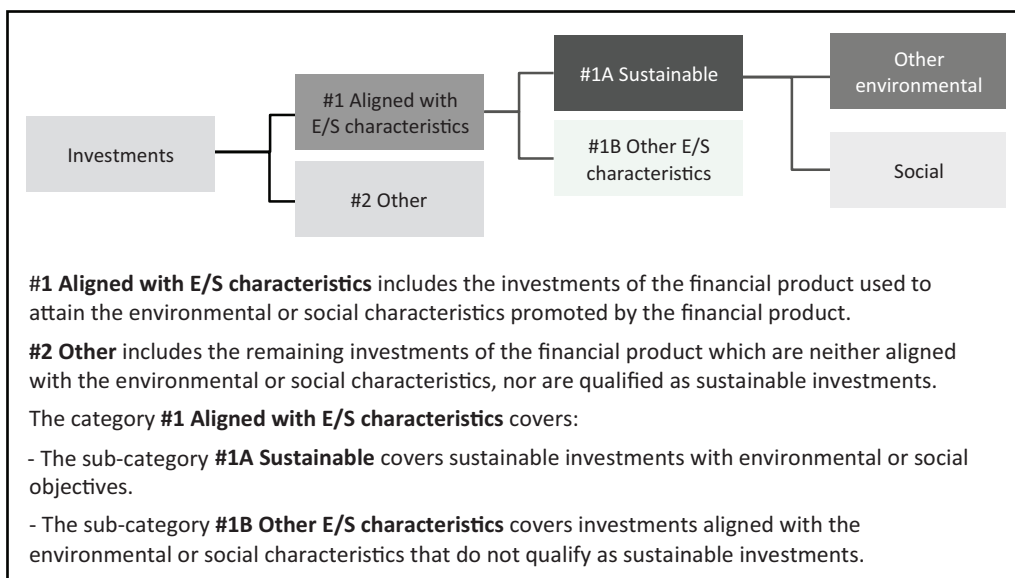 Investments
#1 Aligned with
E/S characteristics
#2 Other
#1A Sustainable
#1B Other E/S
characteristics
Other
environmental
Social
#1 Aligned with E/S characteristics includes the investments of the financial product used to
attain the environmental or social characteristics promoted by the financial product.
#2 Other includes the remaining investments of the financial product which are neither aligned
with the environmental or social characteristics, nor are qualified as sustainable investments.
The category #1 Aligned with E/S characteristics covers:
- The sub-category #1A Sustainable covers sustainable investments with environmental or social
objectives.
- The sub-category #1B Other E/S characteristics covers investments aligned with the
environmental or social characteristics that do not qualify as sustainable investments.